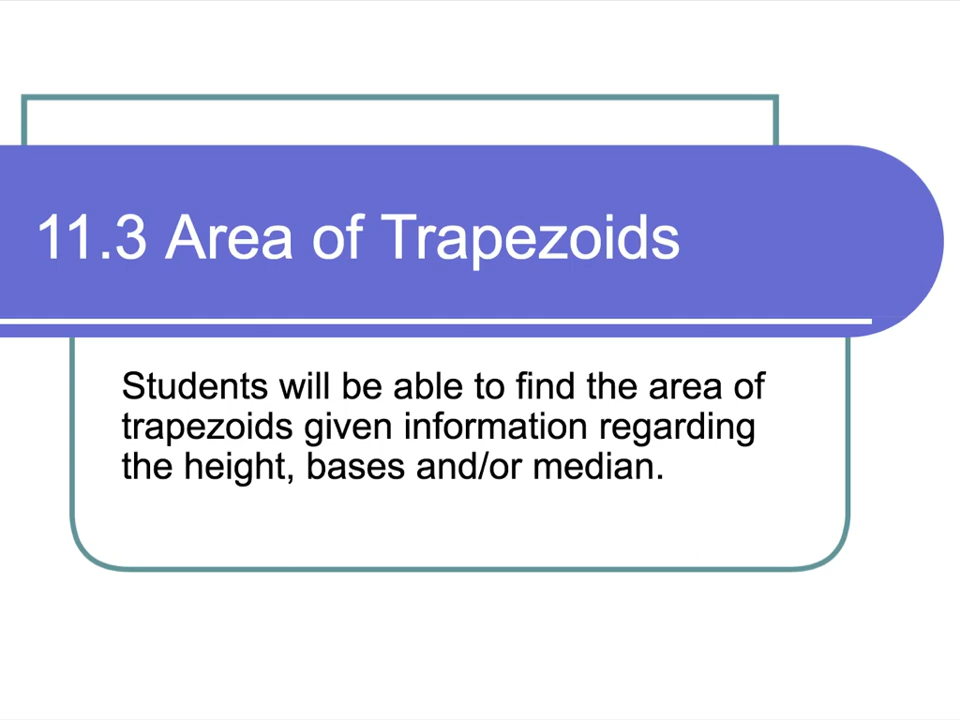 11.3 Area of Trapezoids
Students will be able to find the area of
trapezoids given information regarding
the height, bases and/or median.